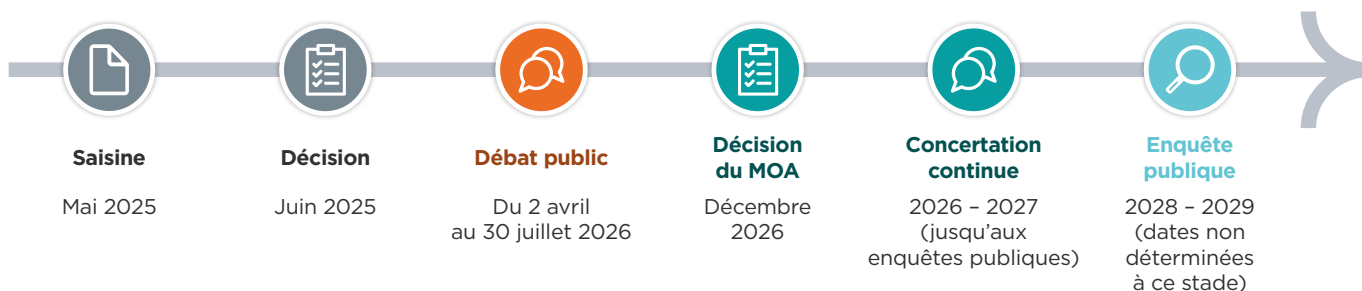 Saisine
Mai 2025
Décision
Juin 2025
Débat public
Du 2 avril
au 30 juillet 2026
Décision
du MOA
Décembre
2026
Concertation
continue
2026 – 2027
(jusqu’aux
enquêtes publiques)
Enquête
publique
2028 – 2029
(dates non
déterminées
à ce stade)